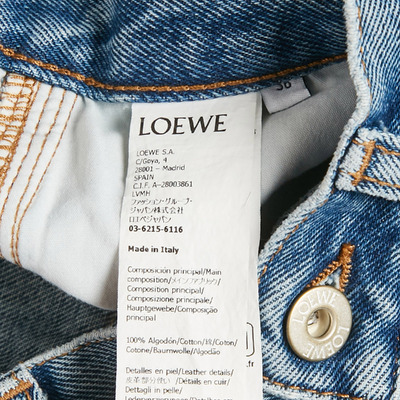 36
LOEWE
LOEWE S.A.
C/Goya, 4
28001 - Madrid
SPAIN
C.I.F. A-28003861
LVMH
ファッション・グループ・
ジャパン株式会社
ロエベジャパン
03-6215-6116
Made in Italy
Composición principal/Main
composition/メインファブリック/
Composition principale/
Hauptkomposition/Composição
principal
100% Algodón/Cotton/綿/Coton/
Cotone/Baumwolle/Algodão
Detalles en piel/Leather details/
皮革部分使い /Détails en cuir/
Dettagli in pelle/
LOEWE
LOEWE